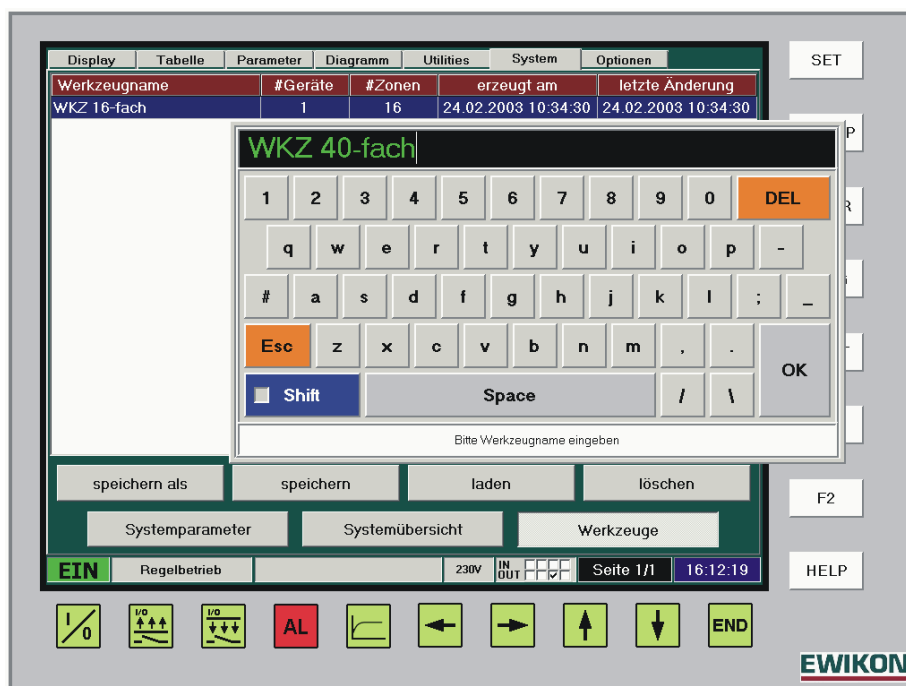 Display Tabelle Parameter Diagramm Utilities System Optionen
SET
Werkzeugname #Geräte #Zonen erzeugt am letzte Änderung
WKZ 16-fach 1 16 24.02.2003 10:34:30 24.02.2003 10:34:30
WKZ 40-fach
1 2 3 4 5 6 7 8 9 0 DEL
q w e r t y u i o p -
# a s d f g h j k l ; _
Esc z x c v b n m , . OK
Shift Space / \
Bitte Werkzeugname eingeben
speichern als speichern laden löschen
F2
Systemparameter Systemübersicht Werkzeuge
EIN Regelbetrieb 230V IN OUT Seite 1/1 16:12:19
HELP
I/0 I/O I/O AL END
EWIKON